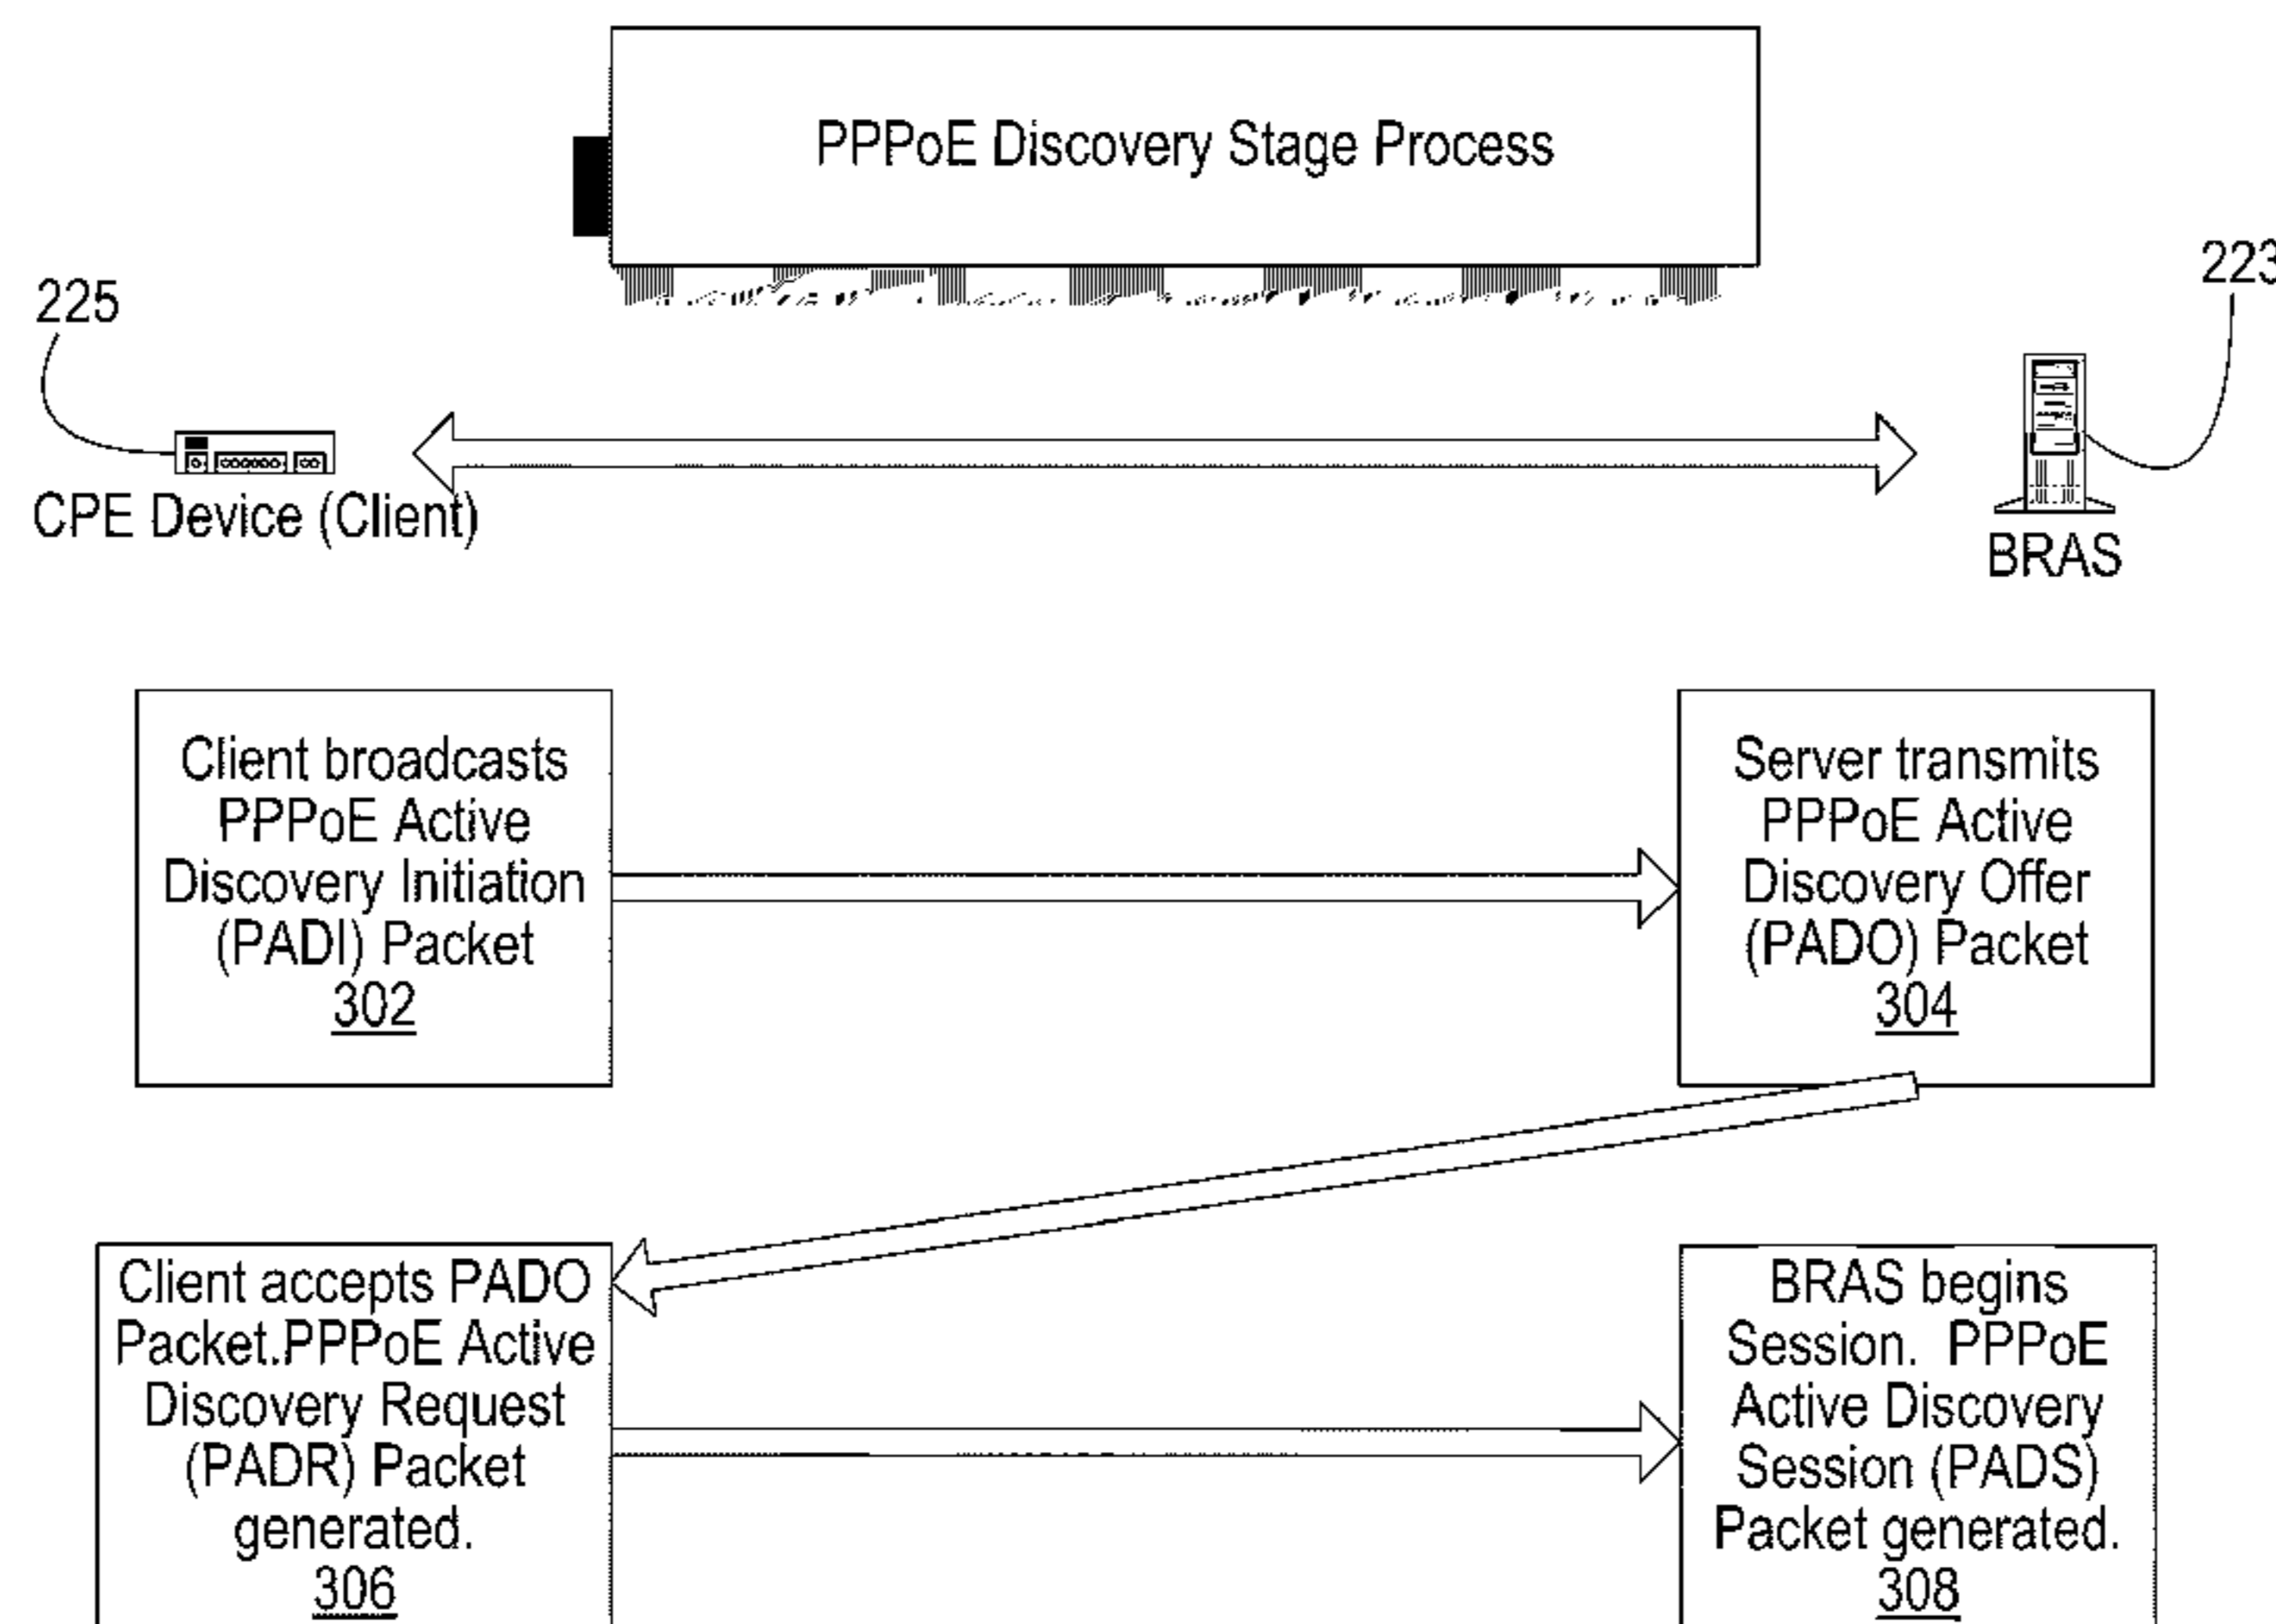 PPPoE Discovery Stage Process
225
223
CPE Device (Client)
BRAS
Client broadcasts
PPPoE Active
Discovery Initiation
(PADI) Packet
302
Server transmits
PPPoE Active
Discovery Offer
(PADO) Packet
304
Client accepts PADO
Packet.PPPoE Active
Discovery Request
(PADR) Packet
generated.
306
BRAS begins
Session. PPPoE
Active Discovery
Session (PADS)
Packet generated.
308